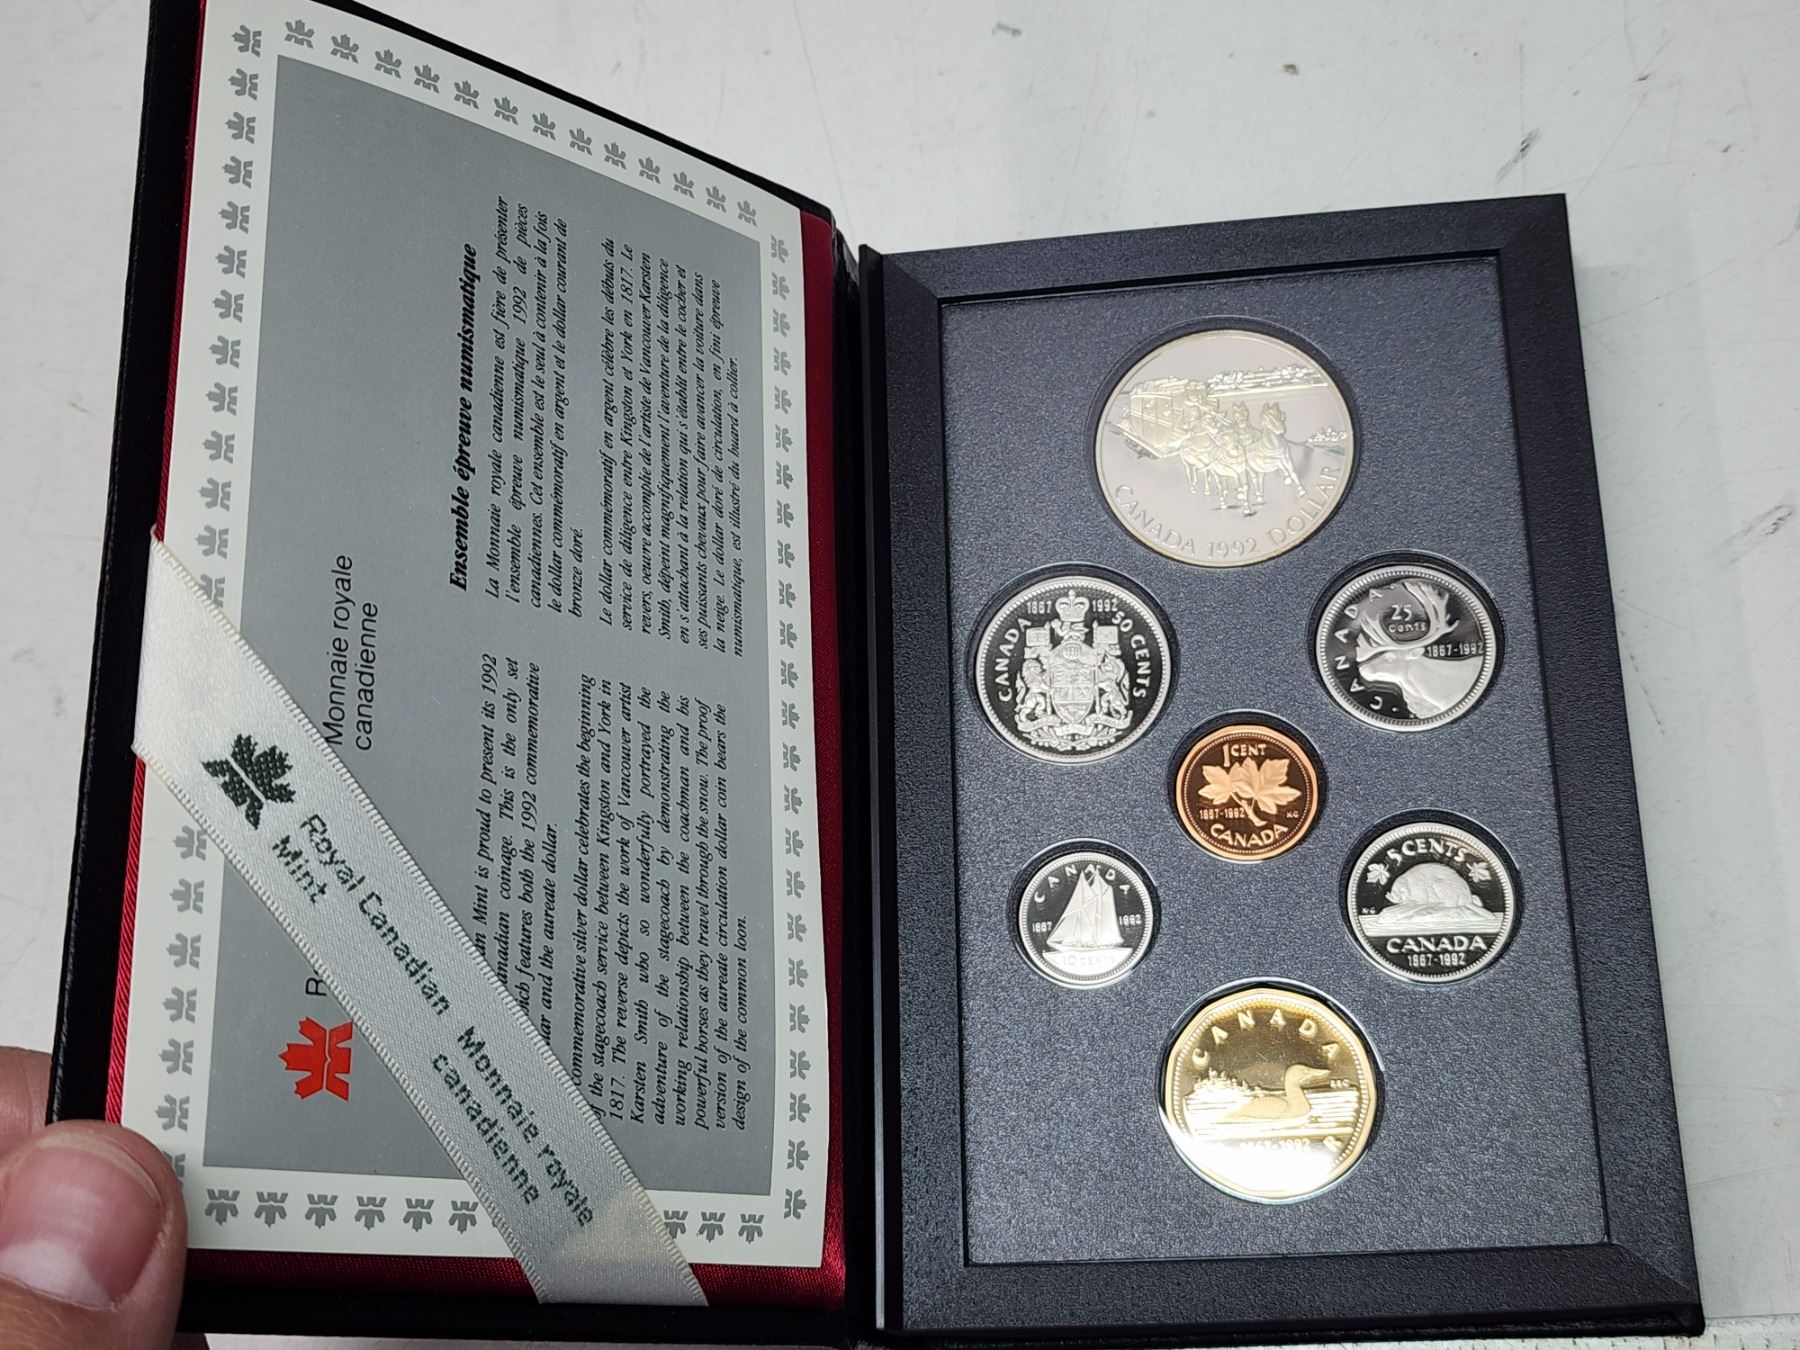 Monnaie royale
canadienne
R
Ensemble épreuve numismatique
La Monnaie royale canadienne est fière de présenter
l'ensemble épreuve numismatique 1992 de pièces
canadiennes. Cet ensemble est le seul à contenir à la fois
le dollar commémoratif en argent et le dollar courant de
bronze doré.
Le dollar commémoratif en argent célèbre les débuts du
service de diligence entre Kingston et York en 1817. Le
revers, oeuvre accomplie de l'artiste de Vancouver Karsten
Smith, dépeint magnifiquement l'aventure de la diligence
en s'attachant à la relation qui s'établit entre le cocher et
ses puissants chevaux pour faire avancer la voiture dans
la neige. Le dollar doré de circulation, en fini épreuve
numismatique, est illustré du huard à collier.
an Mint is proud to present its 1992
anadian coinage. This is the only set
ich features both the 1992 commemorative
lar and the aureate dollar.
commemorative silver dollar celebrates the beginning
of the stagecoach service between Kingston and York in
1817. The reverse depicts the work of Vancouver artist
Karsten Smith who so wonderfully portrayed the
adventure of the stagecoach by demonstrating the
working relationship between the coachman and his
powerful horses as they travel through the snow. The proof
version of the aureate circulation dollar coin bears the
design of the common loon.
Royal Canadian
Mint
Monnaie royale
canadienne
CANADA 1992 DOLLAR
CANADA 1867 1992 50 CENTS
CANADA
25
cents
1867-1992
1 CENT
1867-1992 KG
CANADA
CANADA
1867 1992
10 CENTS
5 CENTS
KG
CANADA
1867-1992
CANADA
RRC
1867-1992